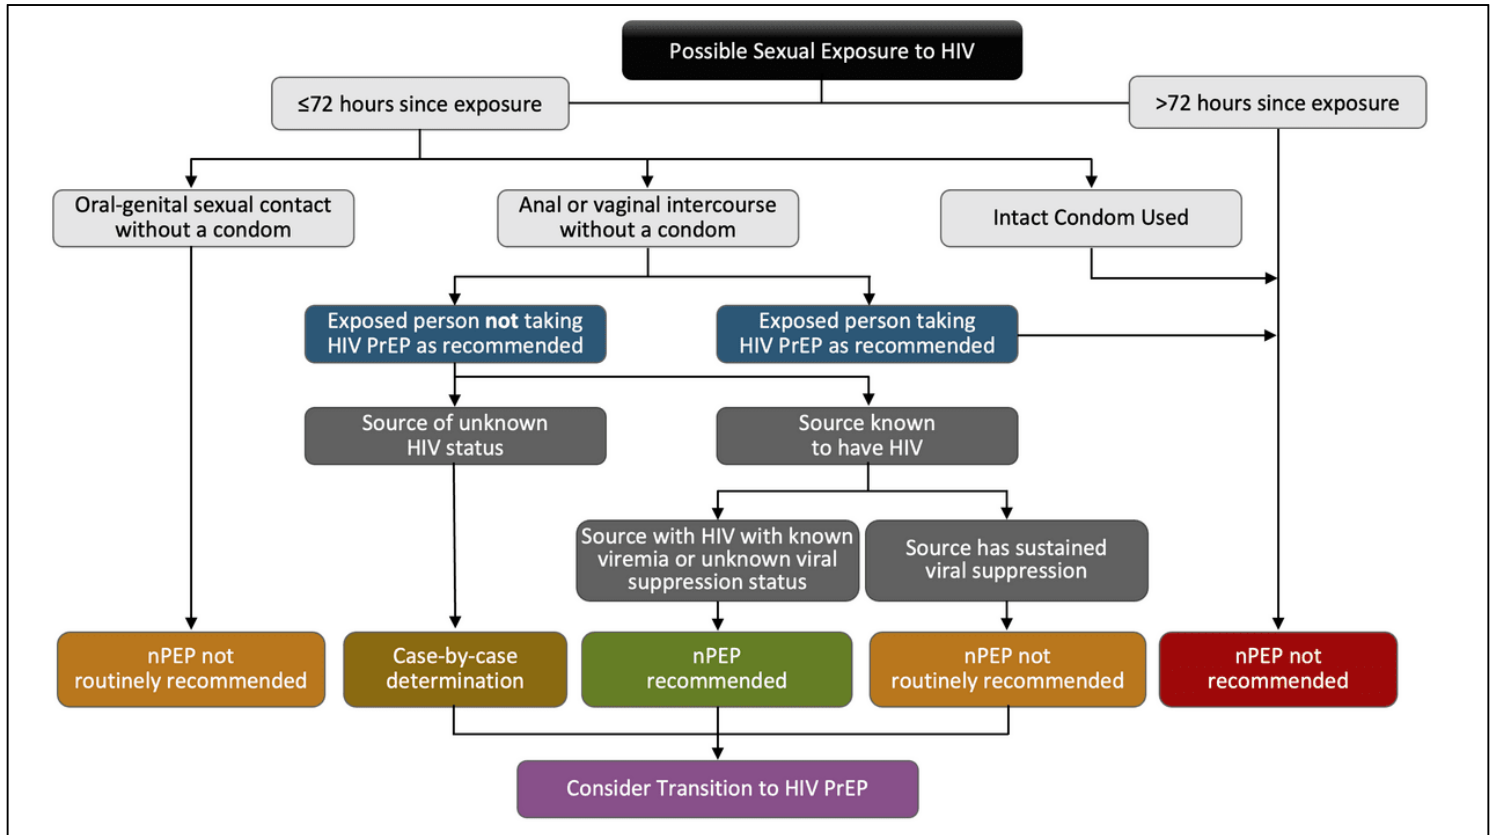 Possible Sexual Exposure to HIV
≤72 hours since exposure
>72 hours since exposure
Oral-genital sexual contact
without a condom
Anal or vaginal intercourse
without a condom
Intact Condom Used
Exposed person not taking
HIV PrEP as recommended
Exposed person taking
HIV PrEP as recommended
Source of unknown
HIV status
Source known
to have HIV
Source with HIV with known
viremia or unknown viral
suppression status
Source has sustained
viral suppression
nPEP not
routinely recommended
Case-by-case
determination
nPEP
recommended
nPEP not
routinely recommended
nPEP not
recommended
Consider Transition to HIV PrEP